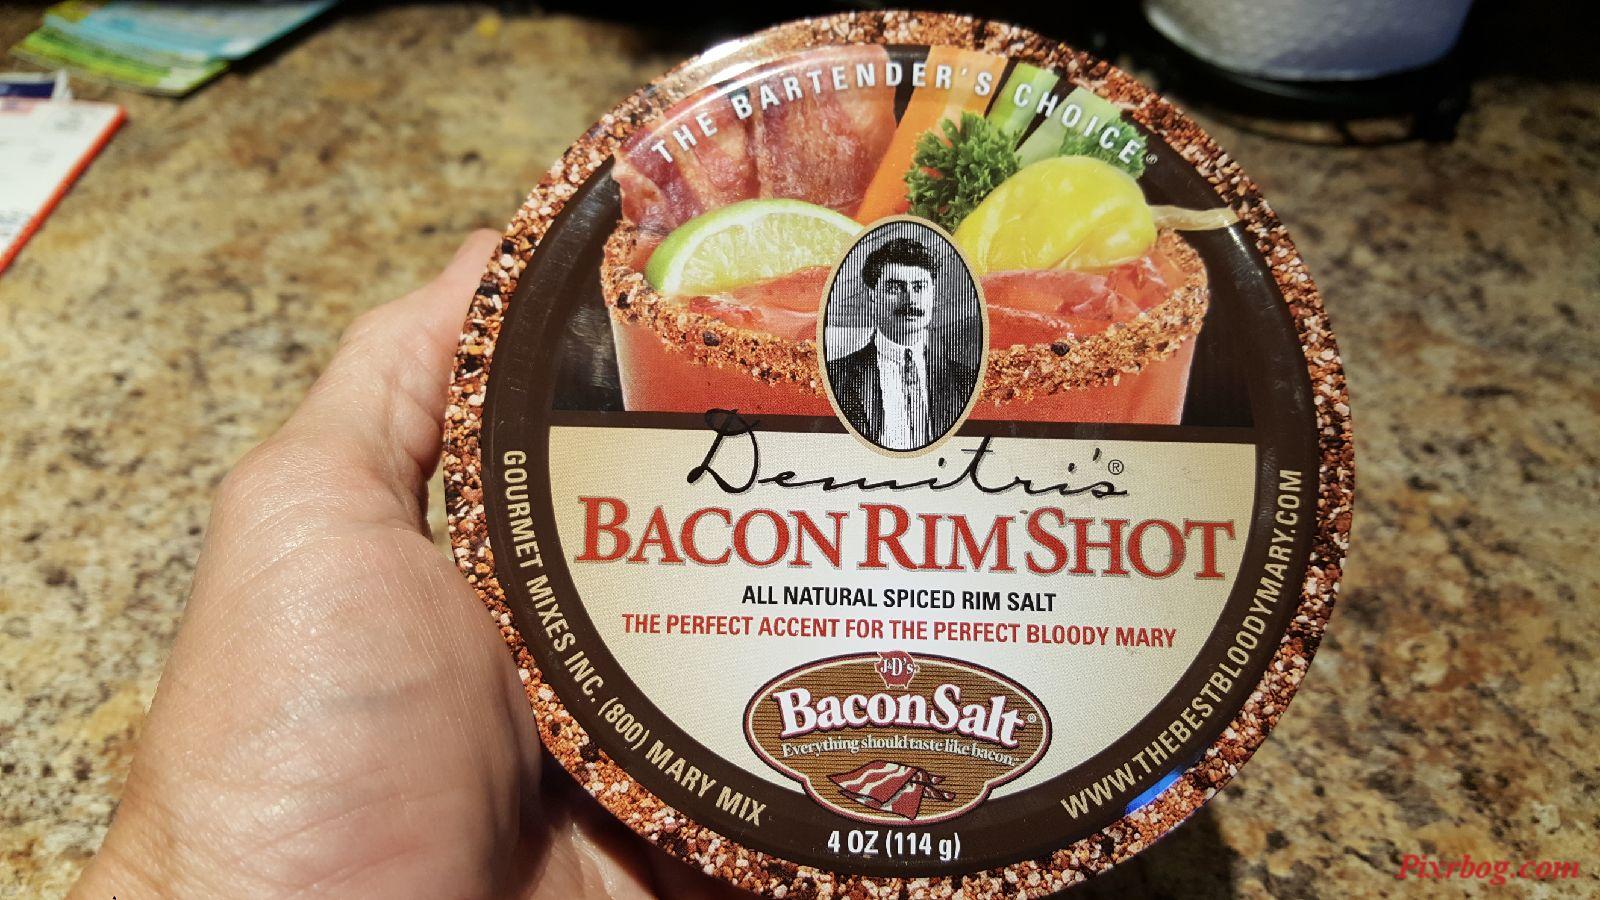 THE BARTENDER'S CHOICE®
Demitri's®
BACON RIM SHOT
ALL NATURAL SPICED RIM SALT
THE PERFECT ACCENT FOR THE PERFECT BLOODY MARY
J&D's
BaconSalt®
Everything should taste like bacon.
4 OZ (114 g)
GOURMET MIXES INC. (800) MARY MIX
WWW.THEBESTBLOODYMARY.COM
Pixrbog.com